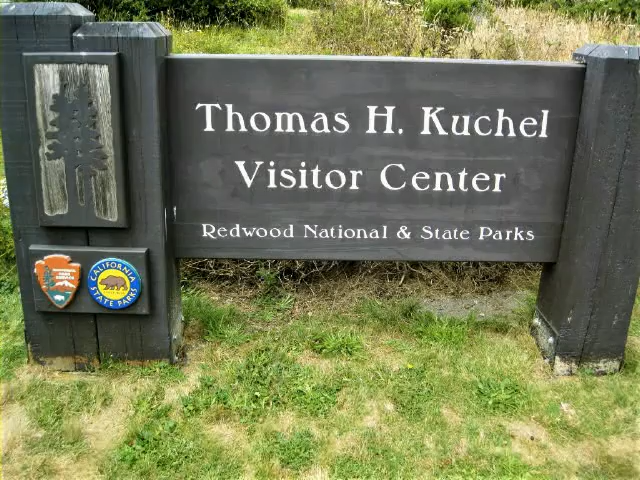 Thomas H. Kuchel
Visitor Center
Redwood National & State Parks
CALIFORNIA
STATE PARKS